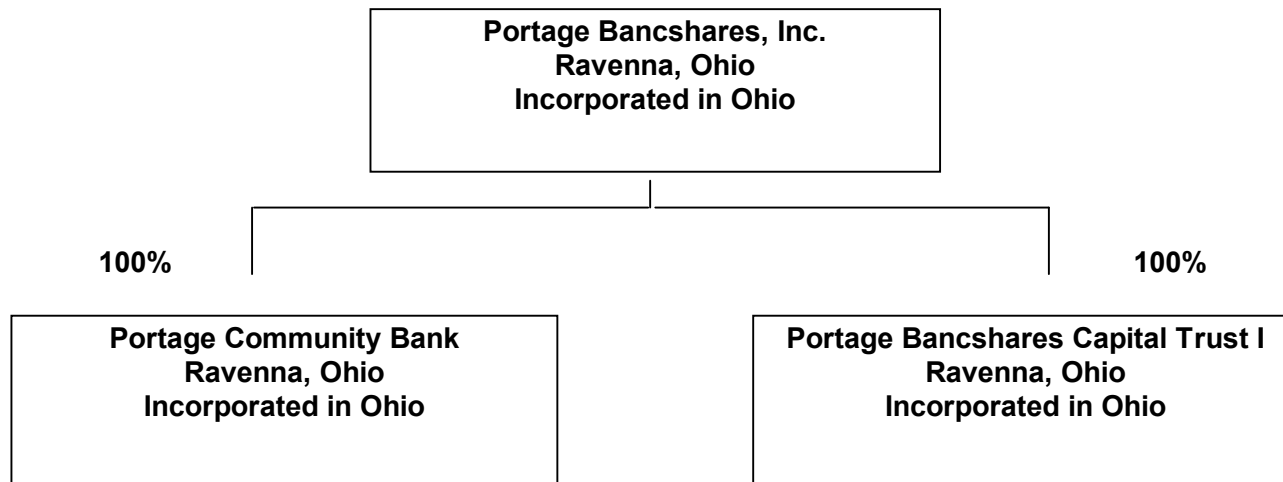 Portage Bancshares, Inc.
Ravenna, Ohio
Incorporated in Ohio
100%
100%
Portage Community Bank
Ravenna, Ohio
Incorporated in Ohio
Portage Bancshares Capital Trust I
Ravenna, Ohio
Incorporated in Ohio